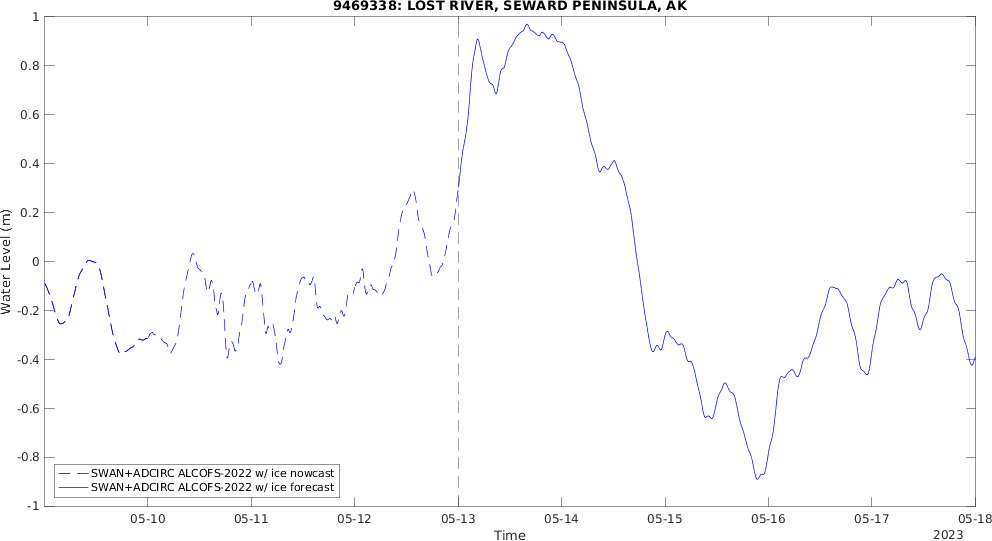 9469338: LOST RIVER, SEWARD PENINSULA, AK
Water Level (m)
1
0.8
0.6
0.4
0.2
0
-0.2
-0.4
-0.6
-0.8
-1
SWAN+ADCIRC ALCOFS-2022 w/ ice nowcast
SWAN+ADCIRC ALCOFS-2022 w/ ice forecast
05-10 05-11 05-12 05-13 05-14 05-15 05-16 05-17 05-18
Time
2023